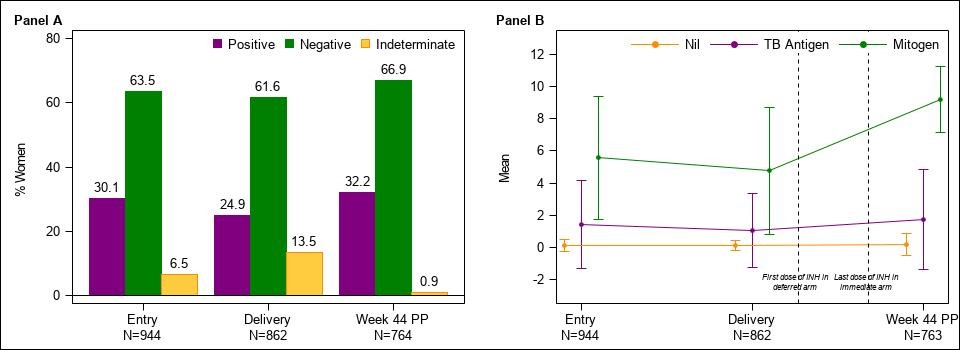 Panel A
Positive Negative Indeterminate
80
60
40
20
0
% Women
30.1
63.5
6.5
24.9
61.6
13.5
32.2
66.9
0.9
Entry
N=944
Delivery
N=862
Week 44 PP
N=764
Panel B
Nil TB Antigen Mitogen
12
10
8
6
4
2
0
-2
Mean
First dose of INH in
deferred arm
Last dose of INH in
immediate arm
Entry
N=944
Delivery
N=862
Week 44 PP
N=763